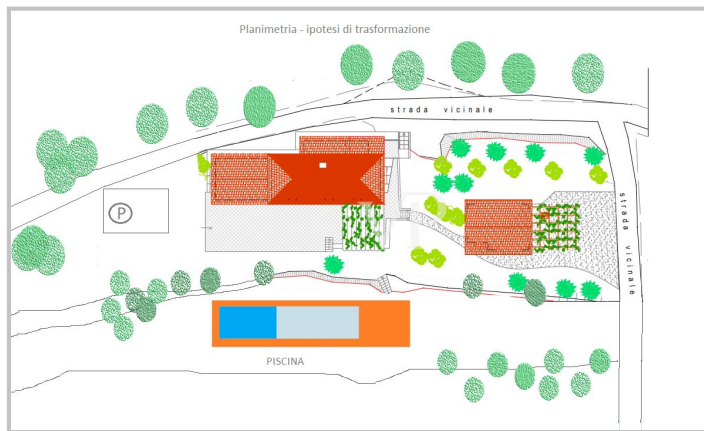 Planimetria - ipotesi di trasformazione
strada vicinale
P
strada vicinale
PISCINA